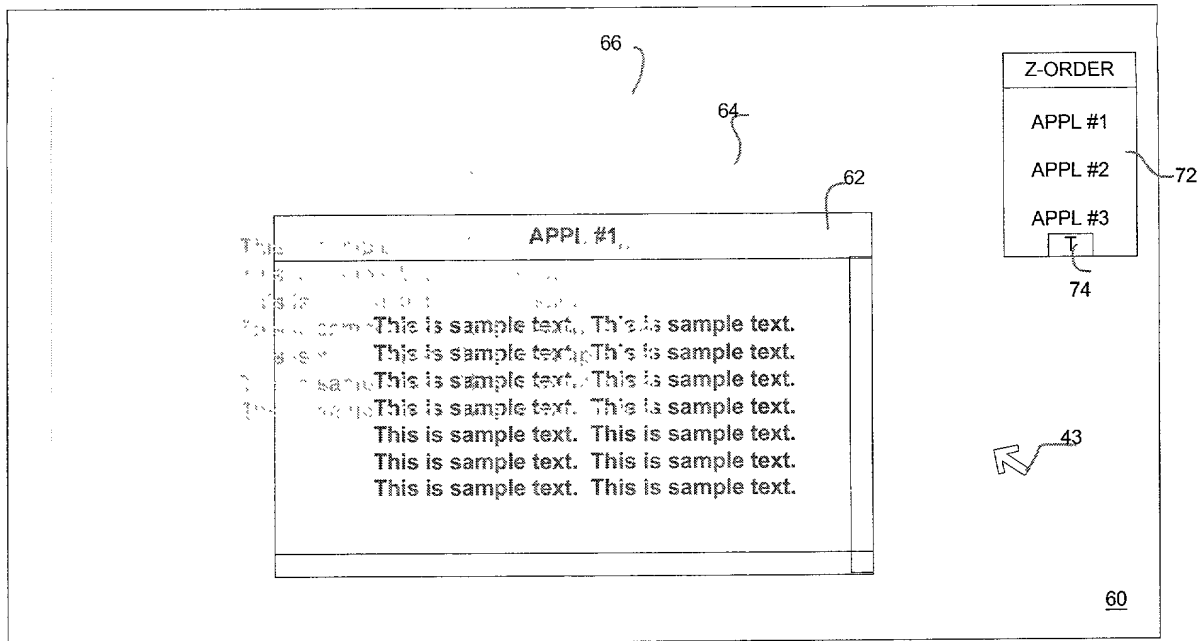 66
Z-ORDER
64
APPL #1
APPL #2
72
62
APPL #3
APPL #1
T
74
This is sample text. This is sample text.
This is sample text. This is sample text.
This is sample text. This is sample text.
This is sample text. This is sample text.
This is sample text. This is sample text.
This is sample text. This is sample text.
This is sample text. This is sample text.
43
60